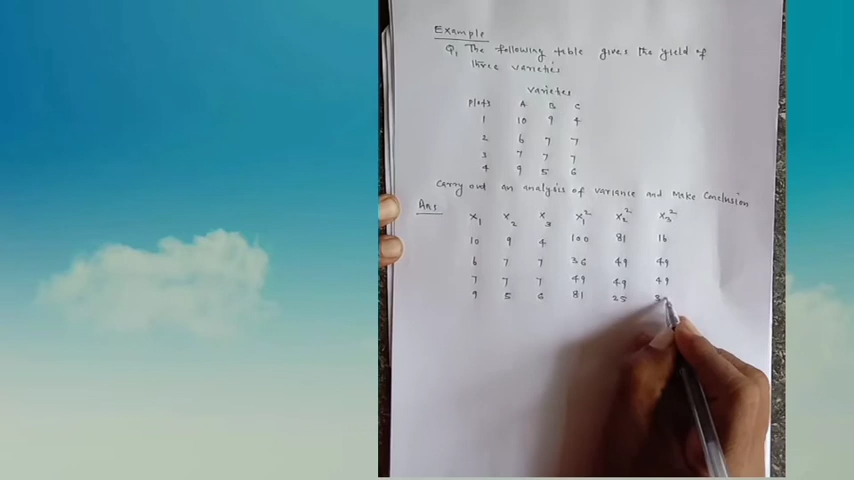 Example
Q1 The following table gives the yield of
three varieties
varieties
Plots A B C
1 10 9 4
2 6 7 7
3 7 7 7
4 9 5 6
Carry out an analysis of variance and make Conclusion
Ans
X1 X2 X3 X1² X2² X3²
10 9 4 100 81 16
6 7 7 36 49 49
7 7 7 49 49 49
9 5 6 81 25